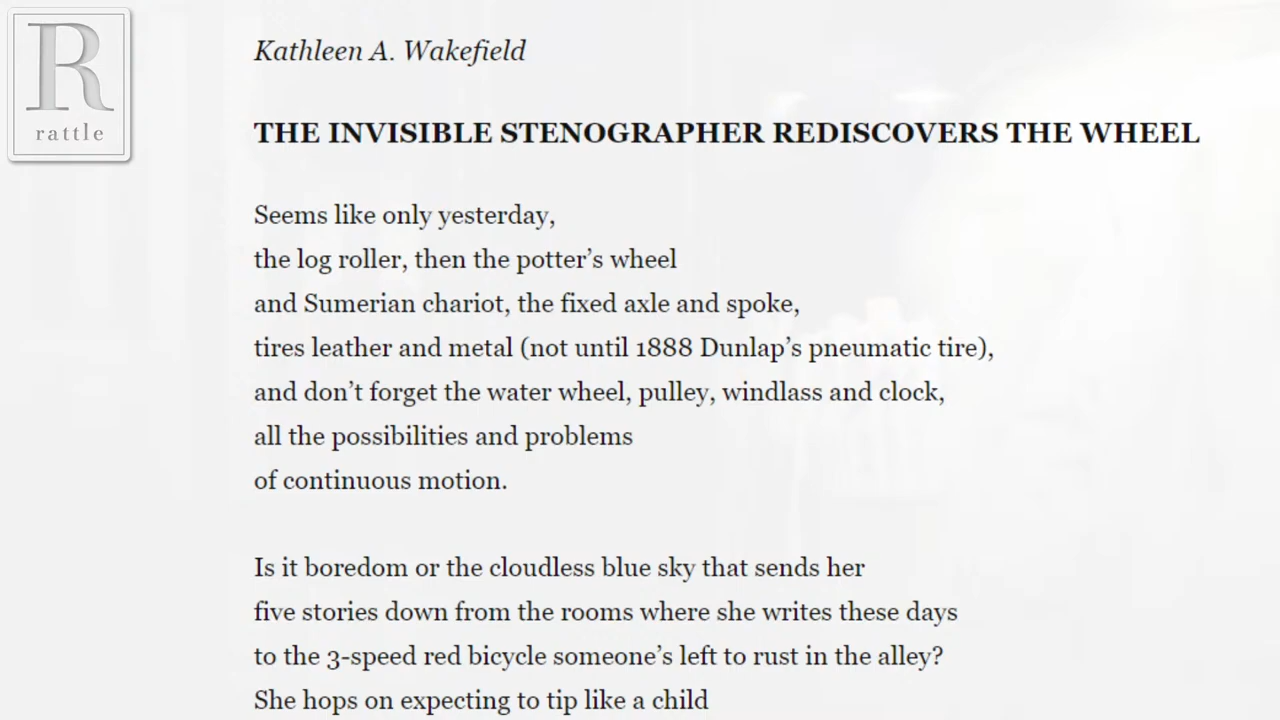 R
rattle
Kathleen A. Wakefield
THE INVISIBLE STENOGRAPHER REDISCOVERS THE WHEEL
Seems like only yesterday,
the log roller, then the potter’s wheel
and Sumerian chariot, the fixed axle and spoke,
tires leather and metal (not until 1888 Dunlap’s pneumatic tire),
and don’t forget the water wheel, pulley, windlass and clock,
all the possibilities and problems
of continuous motion.
Is it boredom or the cloudless blue sky that sends her
five stories down from the rooms where she writes these days
to the 3-speed red bicycle someone’s left to rust in the alley?
She hops on expecting to tip like a child